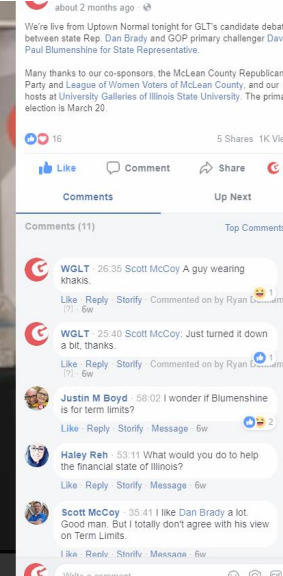 about 2 months ago ·
We're live from Uptown Normal tonight for GLT's candidate
between state Rep. Dan Brady and GOP primary challenger
Paul Blumenshine for State Representative.
Many thanks to our co-sponsors, the McLean County Republican
Party and League of Women Voters of McLean County, and our
hosts at University Galleries of Illinois State University. The
election is March 20.
16
5 Shares 1K
Like Comment Share
Comments Up Next
Comments (11)
Top Comments
WGLT · 26:35 Scott McCoy A guy wearing
khakis.
1
Like · Reply · Storify · Commented on by Ryan
[?] · 6w
WGLT · 25:40 Scott McCoy: Just turned it down
a bit, thanks.
1
Like · Reply · Storify · Commented on by Ryan
[?] · 6w
Justin M Boyd · 58:02 I wonder if Blumenshine
is for term limits?
2
Like · Reply · Storify · Message · 6w
Haley Reh · 53:11 What would you do to help
the financial state of Illinois?
Like · Reply · Storify · Message · 6w
Scott McCoy · 35:41 I like Dan Brady a lot.
Good man. But I totally don't agree with his view
on Term Limits.
Like · Reply · Storify · Message · 6w
Write a comment